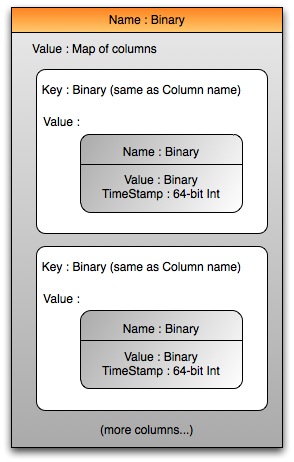 Name : Binary
Value : Map of columns
Key : Binary (same as Column name)
Value :
Name : Binary
Value : Binary
TimeStamp : 64-bit Int
Key : Binary (same as Column name)
Value :
Name : Binary
Value : Binary
TimeStamp : 64-bit Int
(more columns...)